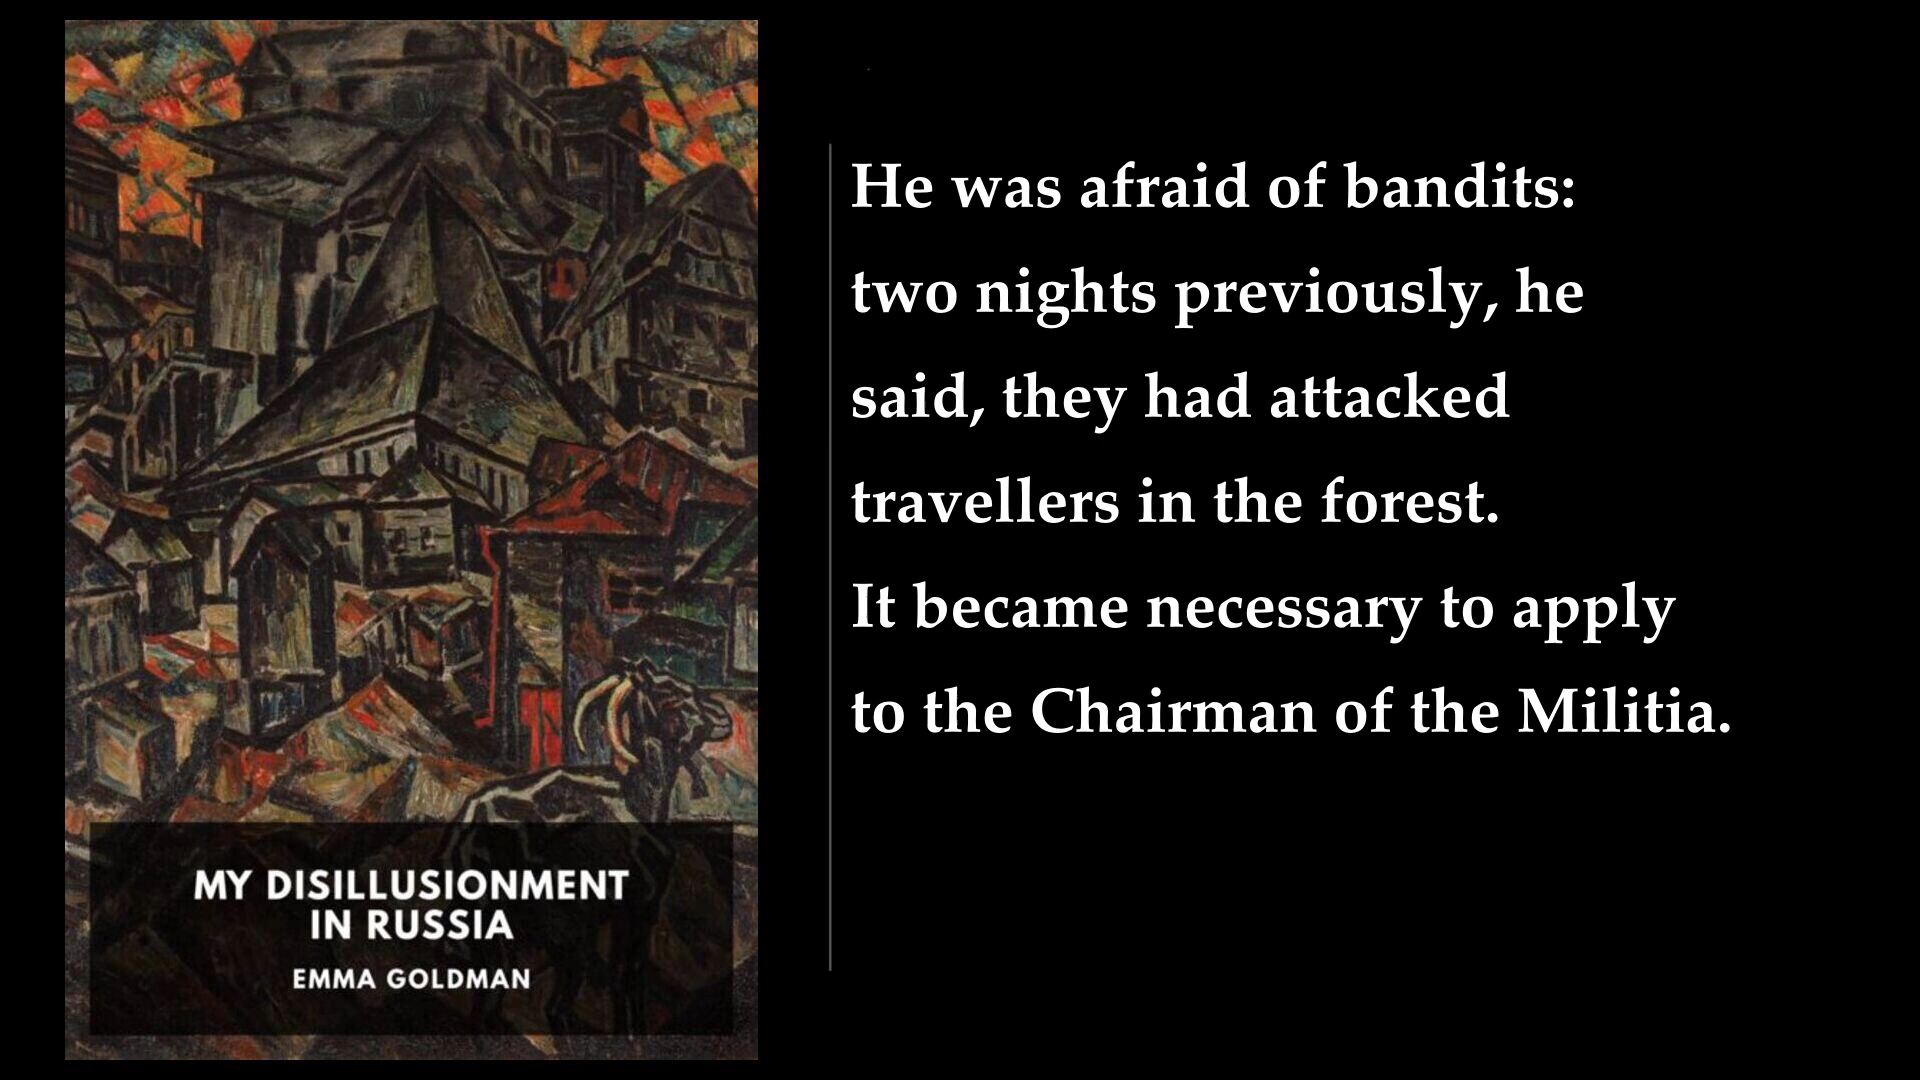 He was afraid of bandits:
two nights previously, he
said, they had attacked
travellers in the forest.
It became necessary to apply
to the Chairman of the Militia.
MY DISILLUSIONMENT
IN RUSSIA
EMMA GOLDMAN